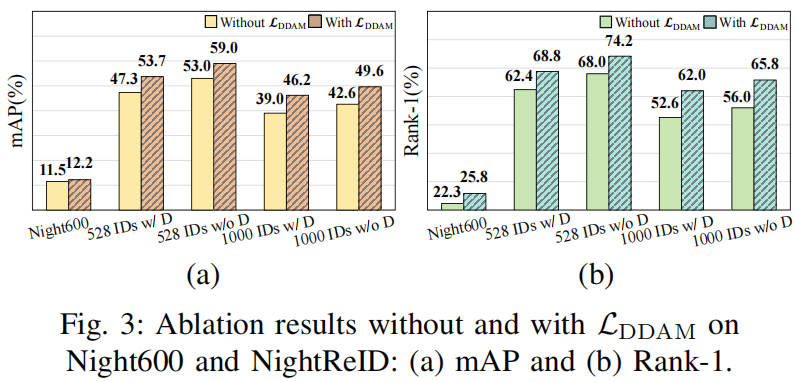 Without ℒDDAM With ℒDDAM
mAP(%)
11.5 12.2
47.3 53.7
53.0 59.0
39.0 46.2
42.6 49.6
Night600
528 IDs w/ D
528 IDs w/o D
1000 IDs w/ D
1000 IDs w/o D
(a)
Without ℒDDAM With ℒDDAM
Rank-1(%)
22.3 25.8
62.4 68.8
68.0 74.2
52.6 62.0
56.0 65.8
Night600
528 IDs w/ D
528 IDs w/o D
1000 IDs w/ D
1000 IDs w/o D
(b)
Fig. 3: Ablation results without and with ℒDDAM on
Night600 and NightReID: (a) mAP and (b) Rank-1.